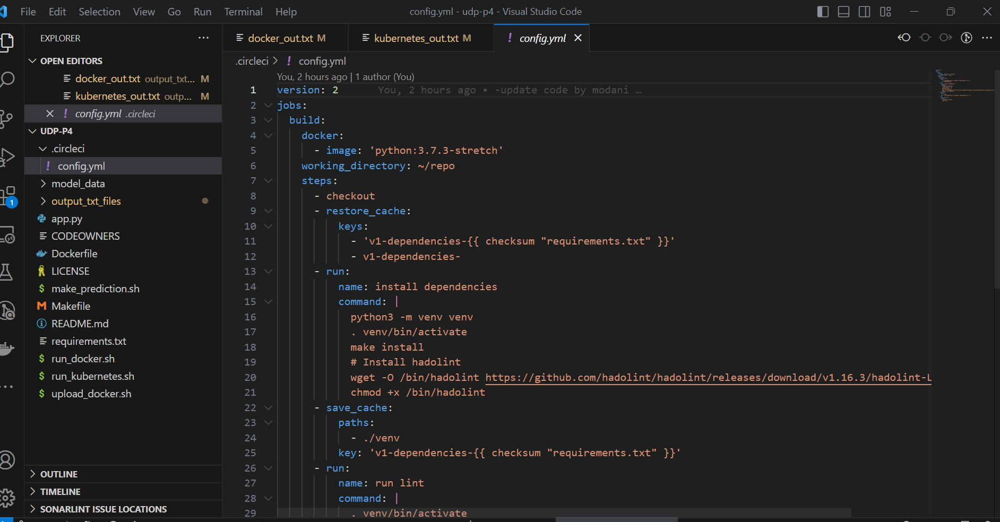 File Edit Selection View Go Run Terminal Help
config.yml - udp-p4 - Visual Studio Code
EXPLORER
OPEN EDITORS
docker_out.txt output_txt... M
kubernetes_out.txt outp... M
config.yml .circleci
UDP-P4
.circleci
config.yml
model_data
output_txt_files
app.py
CODEOWNERS
Dockerfile
LICENSE
make_prediction.sh
Makefile
README.md
requirements.txt
run_docker.sh
run_kubernetes.sh
upload_docker.sh
OUTLINE
TIMELINE
SONARLINT ISSUE LOCATIONS
1
docker_out.txt M
kubernetes_out.txt M
! config.yml
.circleci > ! config.yml
You, 2 hours ago | 1 author (You)
1 version: 2 You, 2 hours ago • -update code by modani …
2 jobs:
3 build:
4 docker:
5 - image: 'python:3.7.3-stretch'
6 working_directory: ~/repo
7 steps:
8 - checkout
9 - restore_cache:
10 keys:
11 - 'v1-dependencies-{{ checksum "requirements.txt" }}'
12 - v1-dependencies-
13 - run:
14 name: install dependencies
15 command: |
16 python3 -m venv venv
17 . venv/bin/activate
18 make install
19 # Install hadolint
20 wget -O /bin/hadolint https://github.com/hadolint/hadolint/releases/download/v1.16.3/hadolint-L
21 chmod +x /bin/hadolint
22 - save_cache:
23 paths:
24 - ./venv
25 key: 'v1-dependencies-{{ checksum "requirements.txt" }}'
26 - run:
27 name: run lint
28 command: |
29 . venv/bin/activate